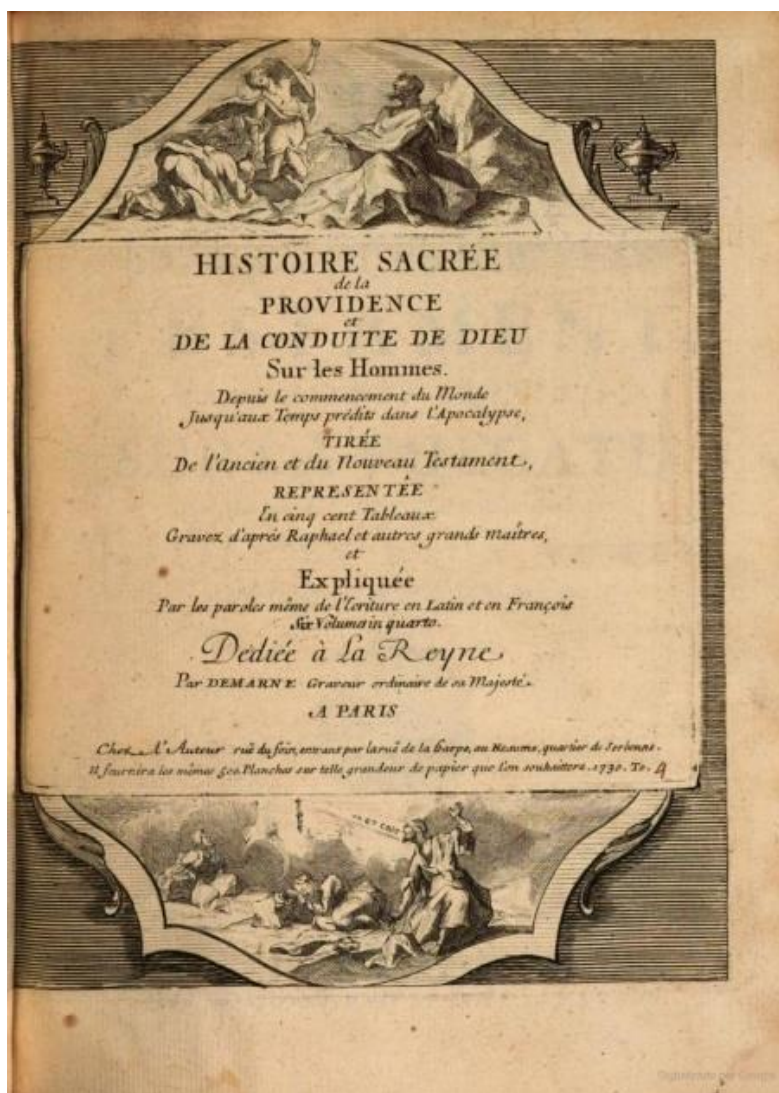 HISTOIRE SACRÉE
de la
PROVIDENCE
et
DE LA CONDUITE DE DIEU
Sur les Hommes.
Depuis le commencement du Monde
Jusqu'aux Temps prédits dans l'Apocalypse,
TIRÉE
De l'Ancien et du Nouveau Testament,
REPRESENTÉE
En cinq cent Tableaux
Gravez d'aprés Raphael et autres grands maîtres,
et
Expliquée
Par les paroles même de l'Ecriture en Latin et en François
Six Volumes in quarto.
Dediée à La Reyne
Par DEMARNE Graveur ordinaire de sa Majesté.
A PARIS
Chez l'Auteur ruë du foin, entrant par la ruë de la Harpe, au Heaume, quartier de Sorbonne.
Il fournira les mêmes 500. Planches sur telle grandeur de papier que l'on souhaittera. 1730. To. 4